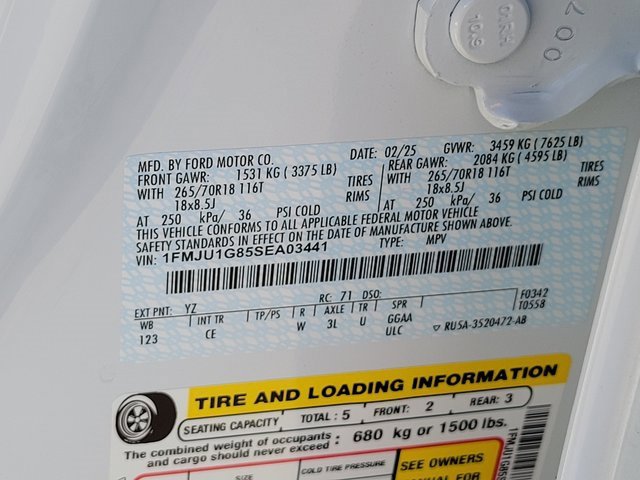 007
MFD. BY FORD MOTOR CO. DATE: 02/25 GVWR: 3459 KG ( 7625 LB)
FRONT GAWR: 1531 KG ( 3375 LB) REAR GAWR: 2084 KG ( 4595 LB)
WITH 265/70R18 116T TIRES WITH 265/70R18 116T TIRES
18x8.5J RIMS 18x8.5J RIMS
AT 250 kPa/ 36 PSI COLD AT 250 kPa/ 36 PSI COLD
THIS VEHICLE CONFORMS TO ALL APPLICABLE FEDERAL MOTOR VEHICLE
SAFETY STANDARDS IN EFFECT ON THE DATE OF MANUFACTURE SHOWN ABOVE.
VIN: 1FMJU1G85SEA03441 TYPE: MPV
EXT PNT: YZ RC: 71 DSO: F0342
WB INT TR TP/PS R AXLE TR SPR T0558
123 CE W 3L U GGAA
ULC RU5A-3520472-AB
TIRE AND LOADING INFORMATION
SEATING CAPACITY TOTAL : 5 FRONT: 2 REAR: 3
The combined weight of occupants and cargo should never exceed : 680 kg or 1500 lbs.
SIZE COLD TIRE PRESSURE SEE OWNERS
MANUAL FOR